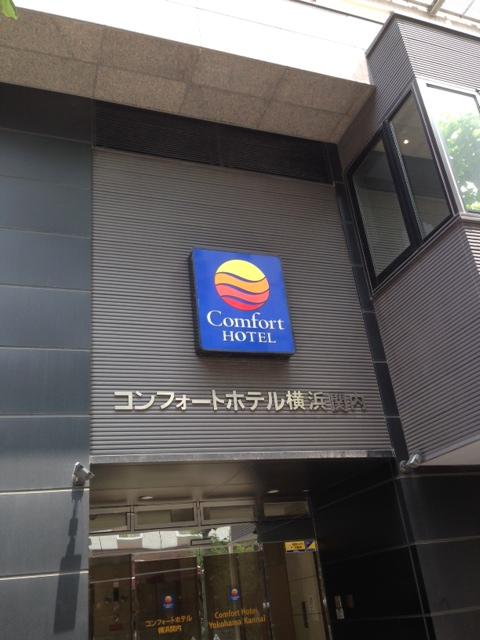 Comfort
HOTEL
コンフォートホテル横浜関内
コンフォートホテル
横浜関内
Comfort Hotel
Yokohama Kannai